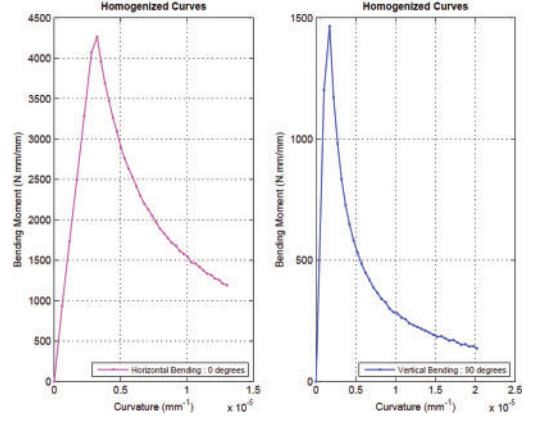 Homogenized Curves
4500
4000
3500
3000
2500
2000
1500
1000
500
0
Bending Moment (N.mm/mm)
0
0.5
1
1.5
x 10⁻⁵
Curvature (mm⁻¹)
Horizontal Bending : 0 degrees
Homogenized Curves
1500
1000
500
0
Bending Moment (N.mm/mm)
0
0.5
1
1.5
2
2.5
x 10⁻⁵
Curvature (mm⁻¹)
Vertical Bending : 90 degrees